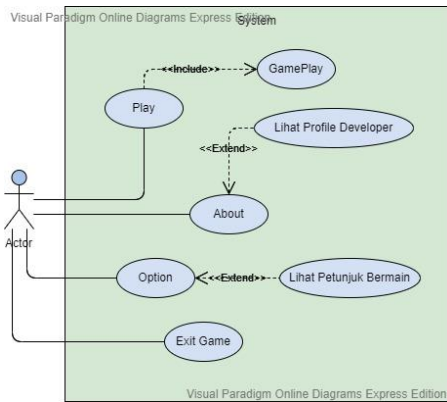 Visual Paradigm Online Diagrams Express Edition
System
<<Include>>
GamePlay
Play
Lihat Profile Developer
<<Extend>>
About
Actor
Option
<<Extend>>
Lihat Petunjuk Bermain
Exit Game
Visual Paradigm Online Diagrams Express Edition